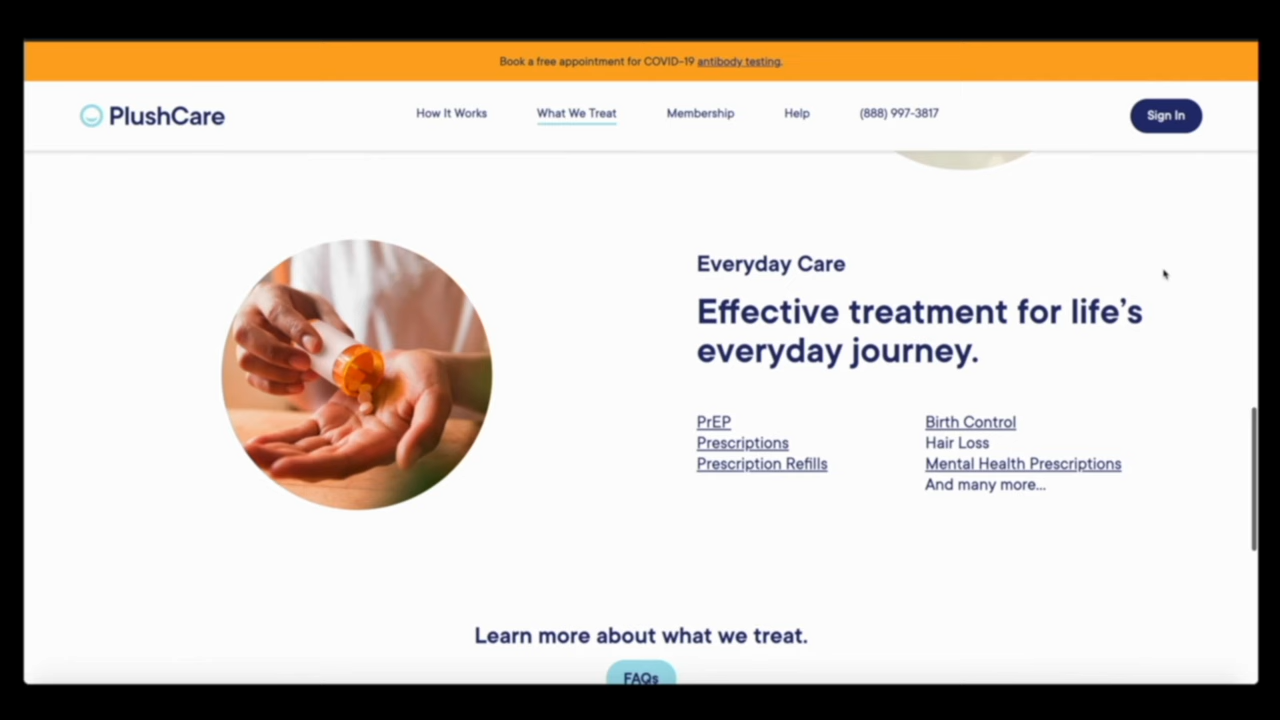 Book a free appointment for COVID-19 antibody testing.
PlushCare
How It Works
What We Treat
Membership
Help
(888) 997-3817
Sign In
Everyday Care
Effective treatment for life’s
everyday journey.
PrEP
Prescriptions
Prescription Refills
Birth Control
Hair Loss
Mental Health Prescriptions
And many more...
Learn more about what we treat.
FAQs